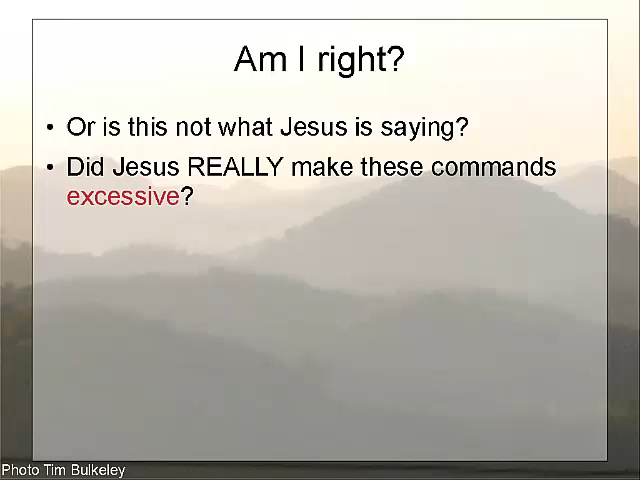 Am I right?
• Or is this not what Jesus is saying?
• Did Jesus REALLY make these commands
excessive?
Photo Tim Bulkeley